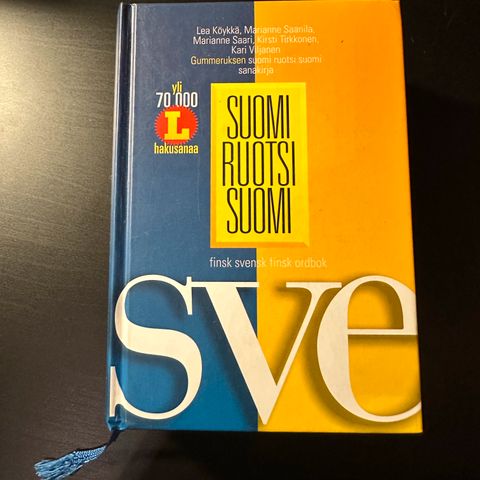 Lea Köykkä, Marianne Saanila,
Marianne Saari, Kirsti Tirkkonen,
Kari Viljanen
Gummeruksen suomi ruotsi suomi
sanakirja
yli
70 000
L
hakusanaa
SUOMI
RUOTSI
SUOMI
finsk svensk finsk ordbok
sve